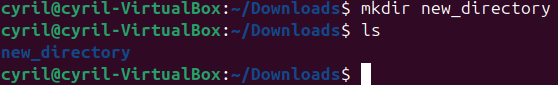 cyril@cyril-VirtualBox:~/Downloads$ mkdir new_directory
cyril@cyril-VirtualBox:~/Downloads$ ls
new_directory
cyril@cyril-VirtualBox:~/Downloads$